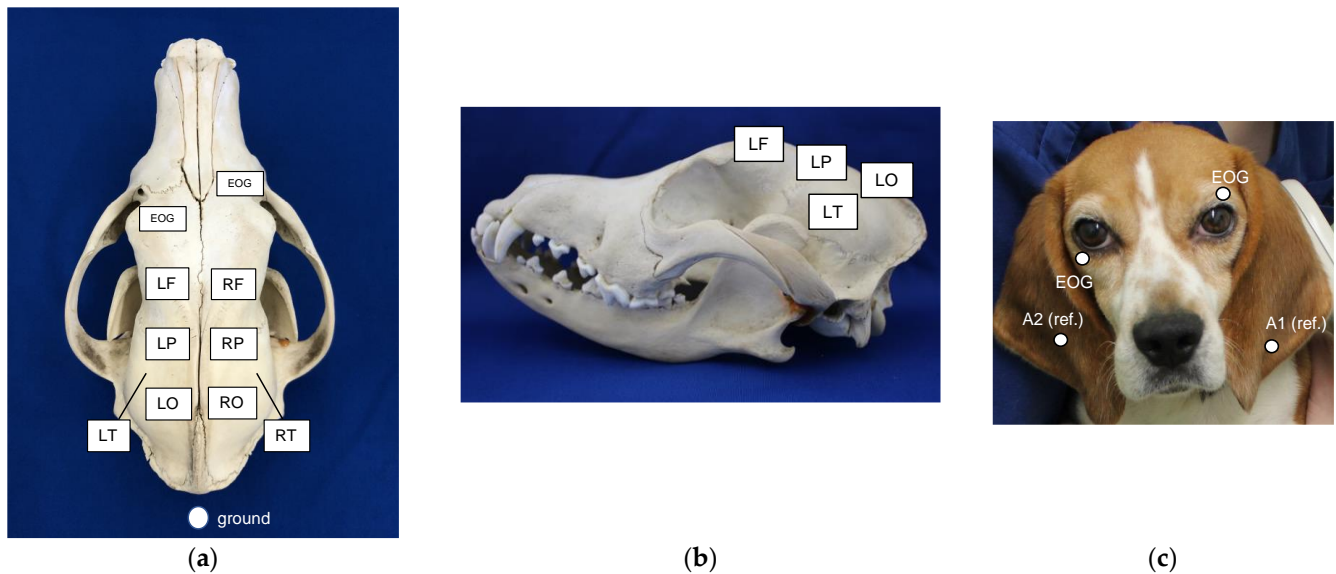 EOG
EOG
LF RF
LP RP
LO RO
LT RT
ground
(a)
LF
LP
LO
LT
(b)
EOG
EOG
A2 (ref.)
A1 (ref.)
(c)